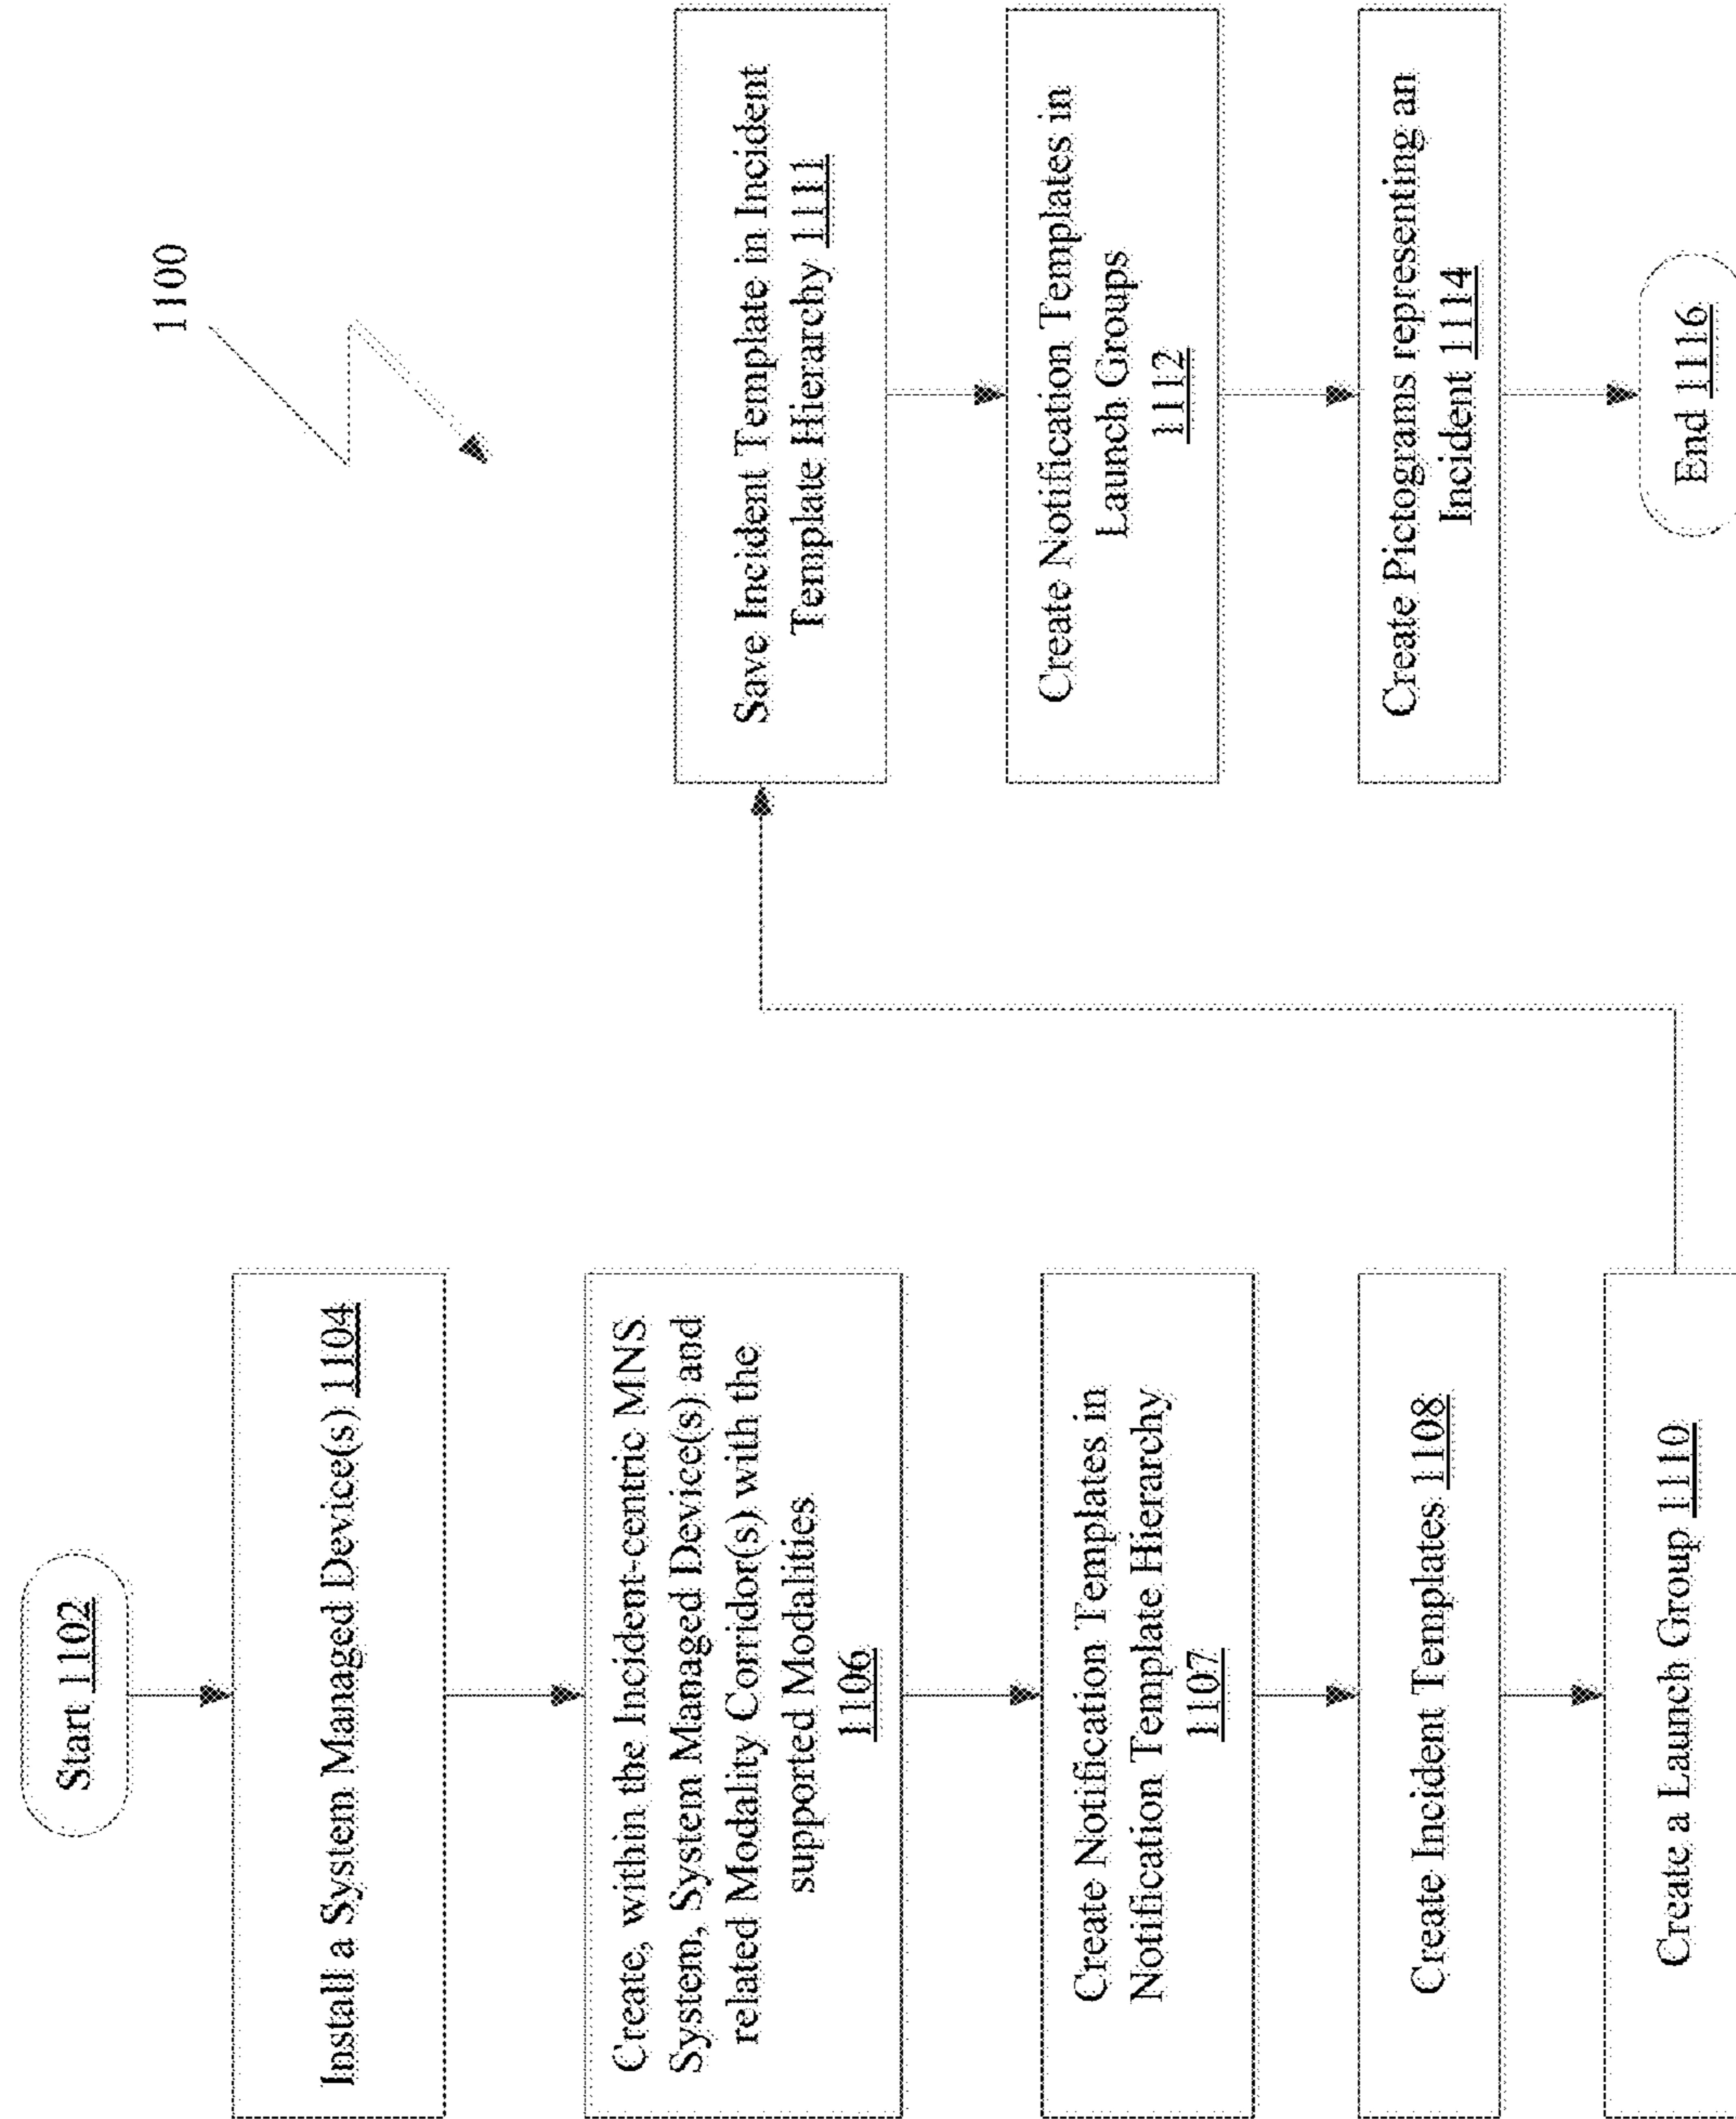 1100
Start 1102
Install a System Managed Device(s) 1104
Create, within the Incident-centric MNS
System, System Managed Device(s) and
related Modality Corridor(s) with the
supported Modalities
1106
Create Notification Templates in
Notification Template Hierarchy
1107
Create Incident Templates 1108
Create a Launch Group 1110
Save Incident Template in Incident
Template Hierarchy 1111
Create Notification Templates in
Launch Groups
1112
Create Pictograms representing an
Incident 1114
End 1116